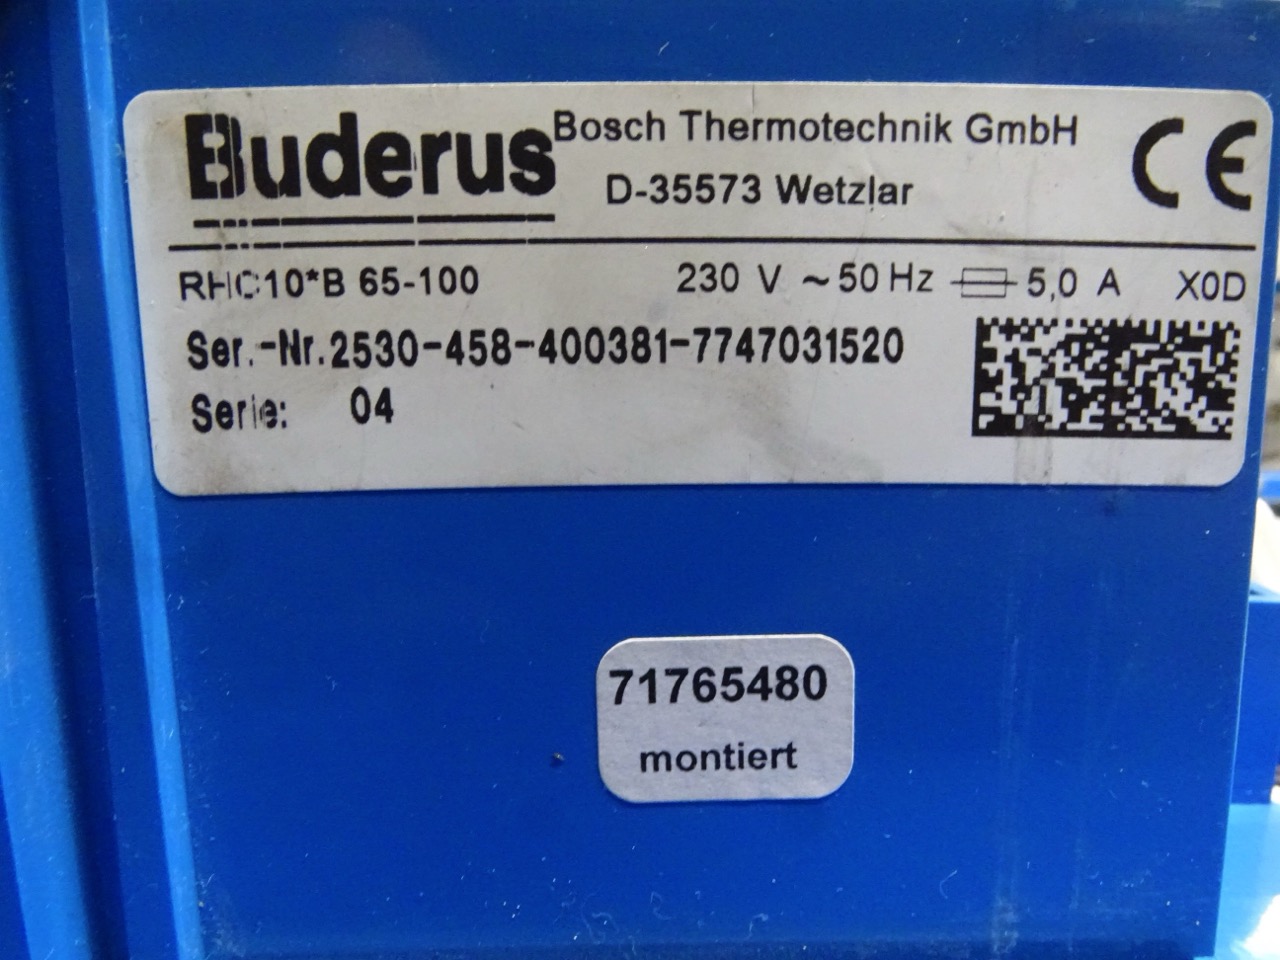 Buderus
Bosch Thermotechnik GmbH
D-35573 Wetzlar
CE
RHC10*B 65-100 230 V ~ 50 Hz 5,0 A X0D
Ser.-Nr.2530-458-400381-7747031520
Serie: 04
71765480
montiert